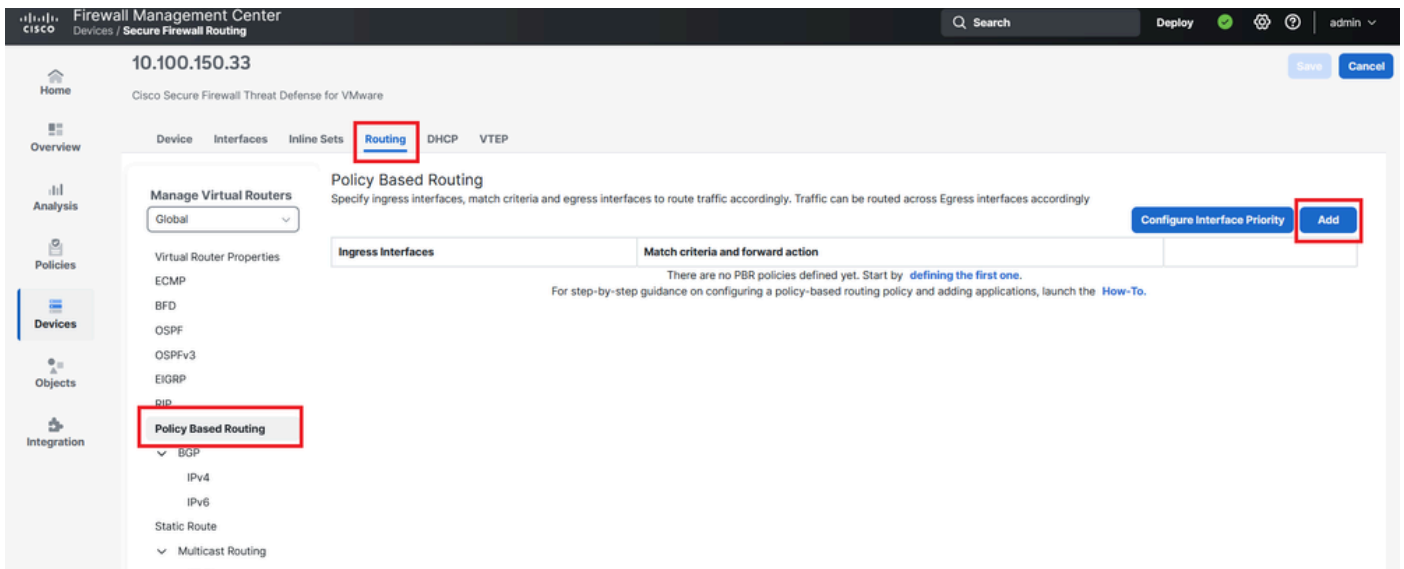 Firewall Management Center
CISCO Devices / Secure Firewall Routing
Search
Deploy
admin
10.100.150.33
Save
Cancel
Cisco Secure Firewall Threat Defense for VMware
Home
Overview
Analysis
Policies
Devices
Objects
Integration
Device Interfaces Inline Sets Routing DHCP VTEP
Manage Virtual Routers
Global
Virtual Router Properties
ECMP
BFD
OSPF
OSPFv3
EIGRP
RIP
Policy Based Routing
BGP
IPv4
IPv6
Static Route
Multicast Routing
Policy Based Routing
Specify ingress interfaces, match criteria and egress interfaces to route traffic accordingly. Traffic can be routed across Egress interfaces accordingly
Configure Interface Priority
Add
Ingress Interfaces Match criteria and forward action
There are no PBR policies defined yet. Start by defining the first one.
For step-by-step guidance on configuring a policy-based routing policy and adding applications, launch the How-To.